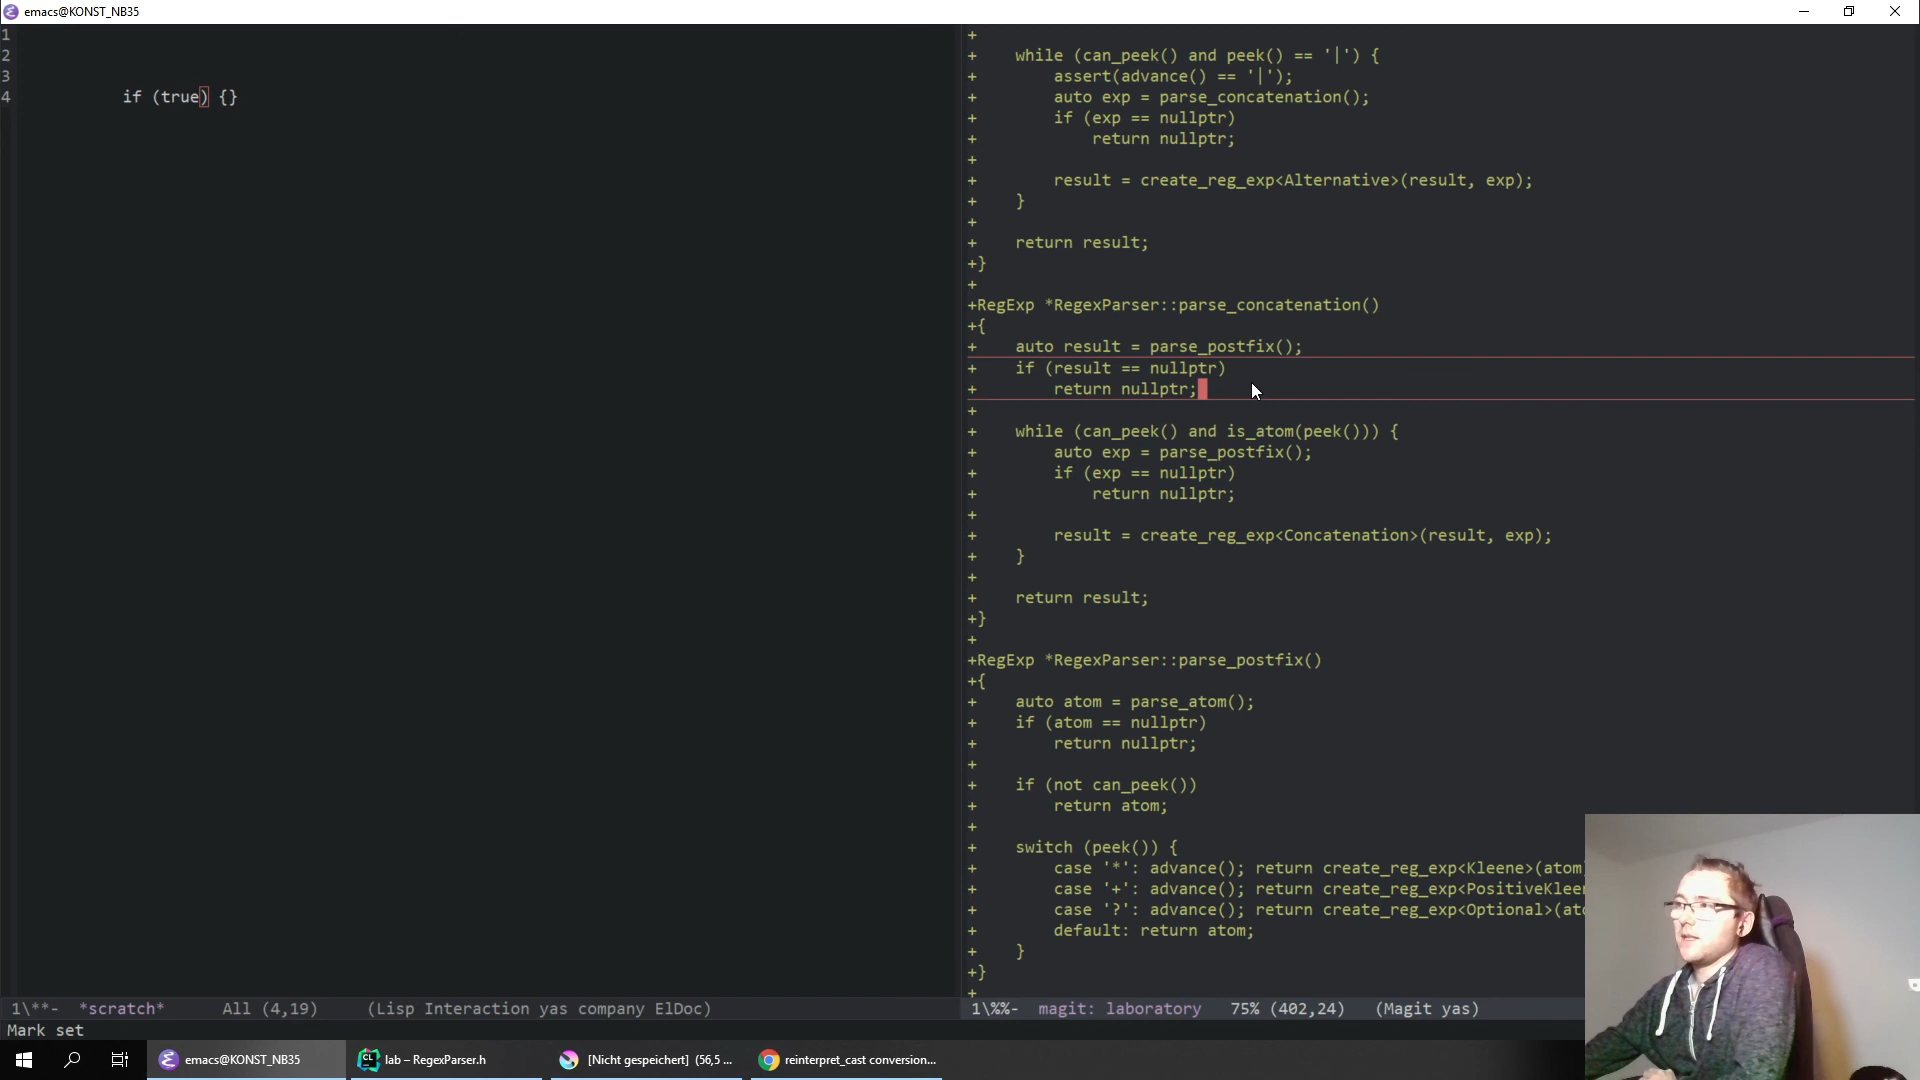 emacs@KONST_NB35
1
2
3
4 if (true) {}
+
+ while (can_peek() and peek() == '|') {
+ assert(advance() == '|');
+ auto exp = parse_concatenation();
+ if (exp == nullptr)
+ return nullptr;
+
+ result = create_reg_exp<Alternative>(result, exp);
+ }
+
+ return result;
+}
+
+RegExp *RegexParser::parse_concatenation()
+{
+ auto result = parse_postfix();
+ if (result == nullptr)
+ return nullptr;
+
+ while (can_peek() and is_atom(peek())) {
+ auto exp = parse_postfix();
+ if (exp == nullptr)
+ return nullptr;
+
+ result = create_reg_exp<Concatenation>(result, exp);
+ }
+
+ return result;
+}
+
+RegExp *RegexParser::parse_postfix()
+{
+ auto atom = parse_atom();
+ if (atom == nullptr)
+ return nullptr;
+
+ if (not can_peek())
+ return atom;
+
+ switch (peek()) {
+ case '*': advance(); return create_reg_exp<Kleene>(atom
+ case '+': advance(); return create_reg_exp<PositiveKleen
+ case '?': advance(); return create_reg_exp<Optional>(ato
+ default: return atom;
+ }
+}
+
1\**- *scratch* All (4,19) (Lisp Interaction yas company ElDoc)
1\%%- magit: laboratory 75% (402,24) (Magit yas)
Mark set
emacs@KONST_NB35
lab – RegexParser.h
[Nicht gespeichert] (56,5 ...
reinterpret_cast conversion...